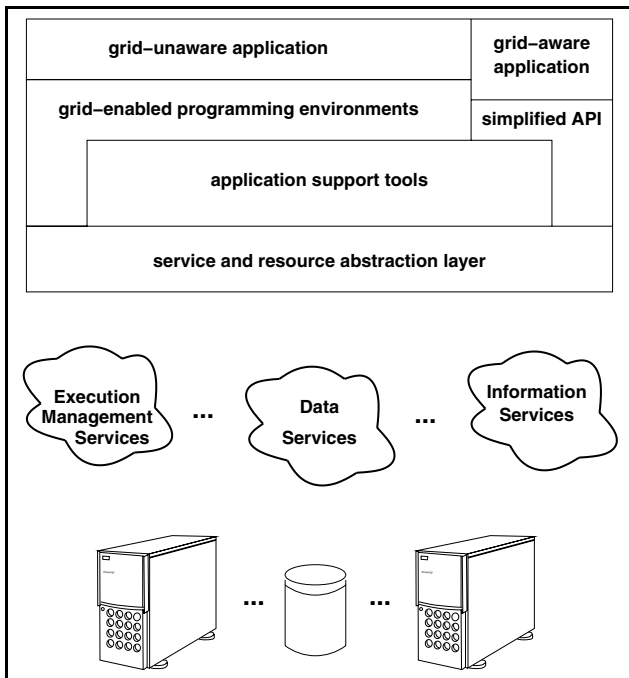 grid−unaware application
grid−aware
application
grid−enabled programming environments
simplified API
application support tools
service and resource abstraction layer
Execution
Management
Services
...
Data
Services
...
Information
Services
...
...